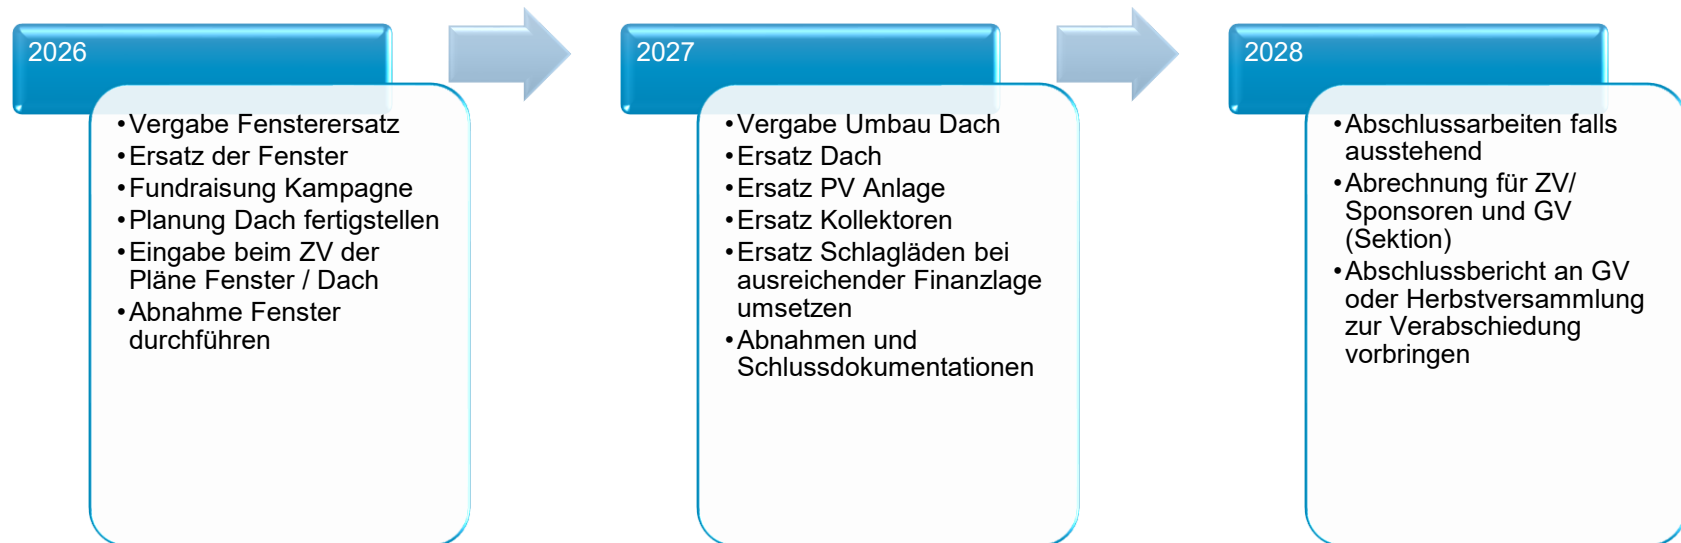 2026
•Vergabe Fensterersatz
•Ersatz der Fenster
•Fundraisung Kampagne
•Planung Dach fertigstellen
•Eingabe beim ZV der
Pläne Fenster / Dach
•Abnahme Fenster
durchführen
2027
•Vergabe Umbau Dach
•Ersatz Dach
•Ersatz PV Anlage
•Ersatz Kollektoren
•Ersatz Schlagläden bei
ausreichender Finanzlage
umsetzen
•Abnahmen und
Schlussdokumentationen
2028
•Abschlussarbeiten falls
ausstehend
•Abrechnung für ZV/
Sponsoren und GV
(Sektion)
•Abschlussbericht an GV
oder Herbstversammlung
zur Verabschiedung
vorbringen